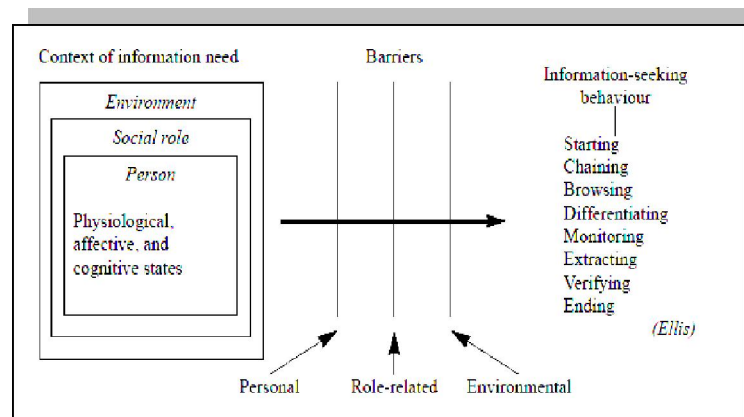 Context of information need
Barriers
Information-seeking
behaviour
Environment
Social role
Person
Physiological,
affective, and
cognitive states
Starting
Chaining
Browsing
Differentiating
Monitoring
Extracting
Verifying
Ending
(Ellis)
Personal
Role-related
Environmental